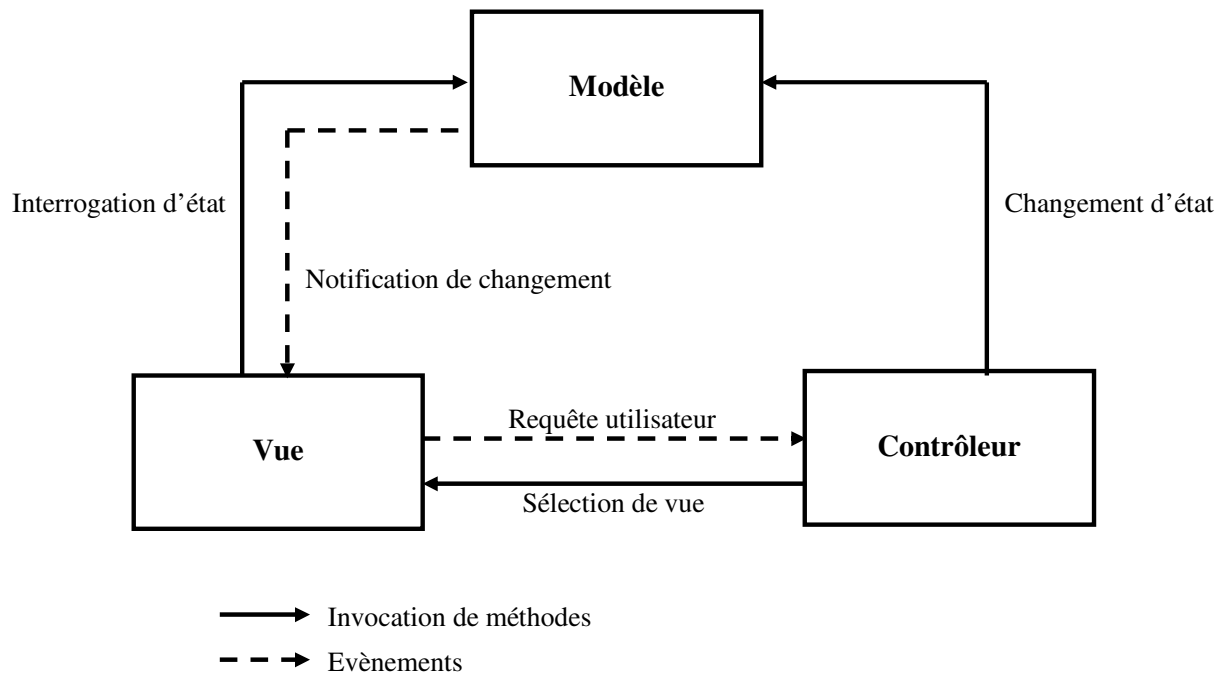 Modèle
Interrogation d’état
Changement d’état
Notification de changement
Requête utilisateur
Vue
Contrôleur
Sélection de vue
Invocation de méthodes
Evènements